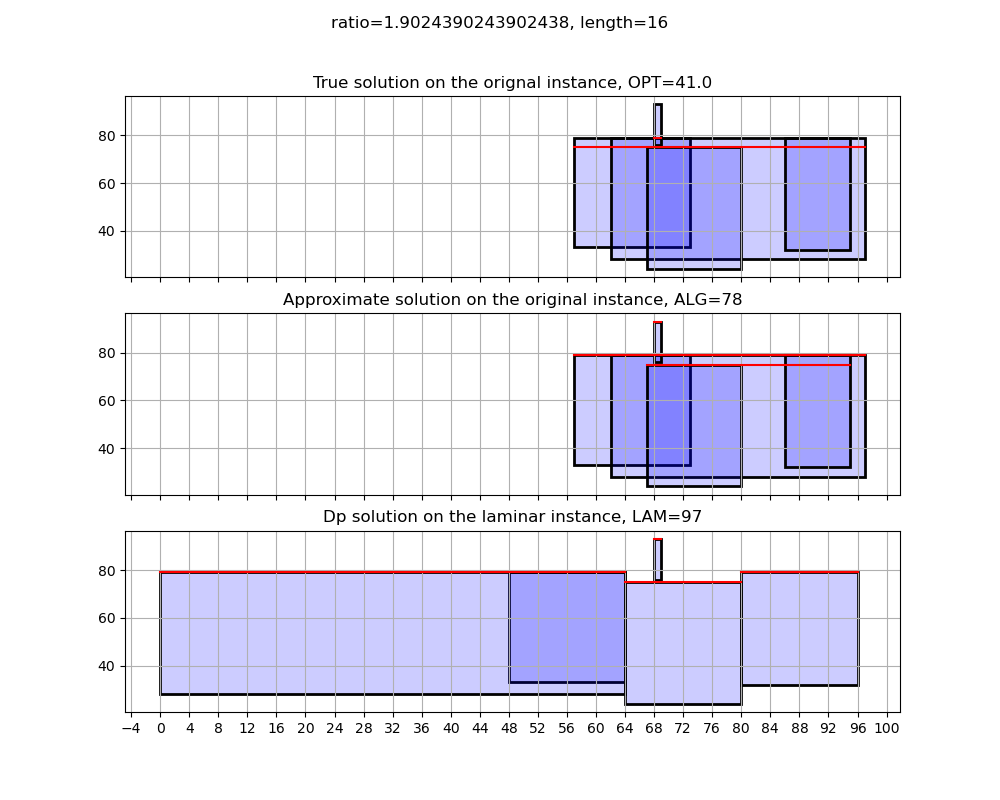 ratio=1.9024390243902438, length=16
True solution on the orignal instance, OPT=41.0
80
60
40
Approximate solution on the original instance, ALG=78
80
60
40
Dp solution on the laminar instance, LAM=97
80
60
40
−4 0 4 8 12 16 20 24 28 32 36 40 44 48 52 56 60 64 68 72 76 80 84 88 92 96 100